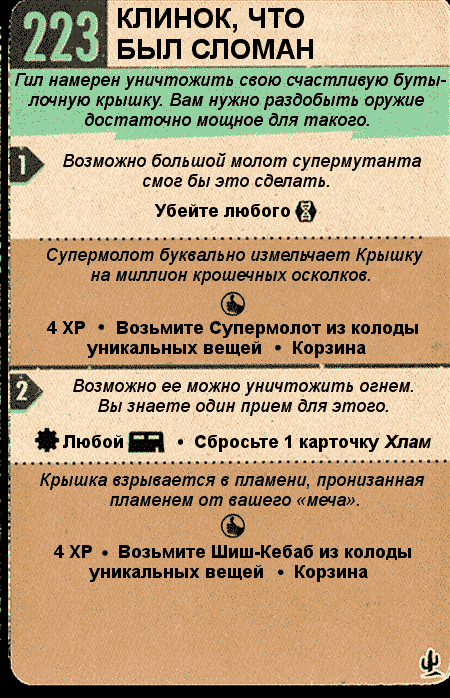 223
КЛИНОК, ЧТО
БЫЛ СЛОМАН
Гил намерен уничтожить свою счастливую буты-
лочную крышку. Вам нужно раздобыть оружие
достаточно мощное для такого.
1
Возможно большой молот супермутанта
смог бы это сделать.
Убейте любого
Супермолот буквально измельчает Крышку
на миллион крошечных осколков.
4 XP • Возьмите Супермолот из колоды
уникальных вещей • Корзина
2
Возможно ее можно уничтожить огнем.
Вы знаете один прием для этого.
Любой • Сбросьте 1 карточку Хлам
Крышка взрывается в пламени, пронизанная
пламенем от вашего «меча».
4 XP • Возьмите Шиш-Кебаб из колоды
уникальных вещей • Корзина